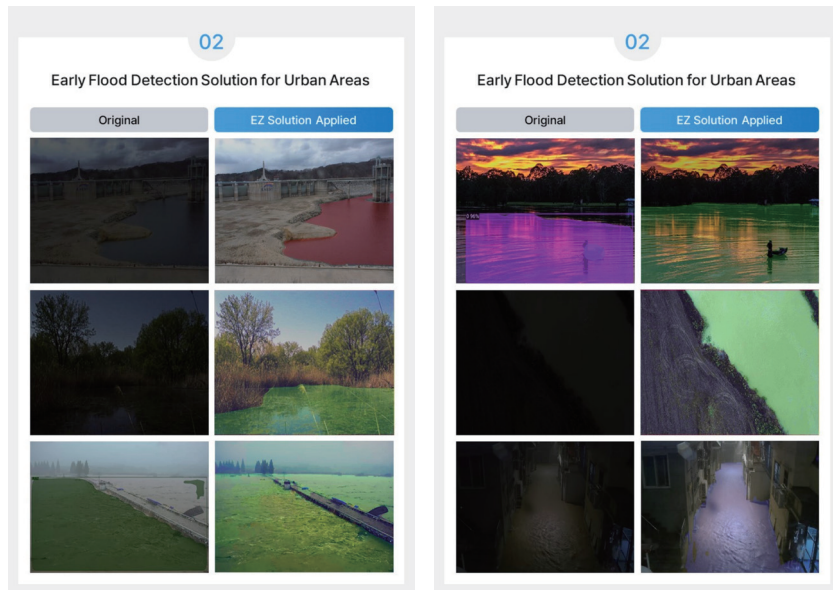 02
Early Flood Detection Solution for Urban Areas
Original
EZ Solution Applied
02
Early Flood Detection Solution for Urban Areas
Original
EZ Solution Applied